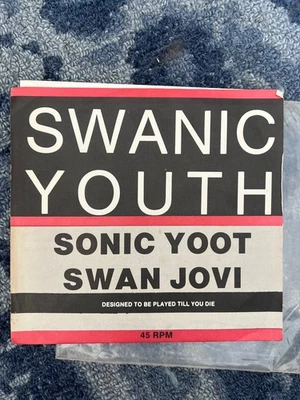 SWANIC
YOUTH
SONIC YOOT
SWAN JOVI
DESIGNED TO BE PLAYED TILL YOU DIE
45 RPM